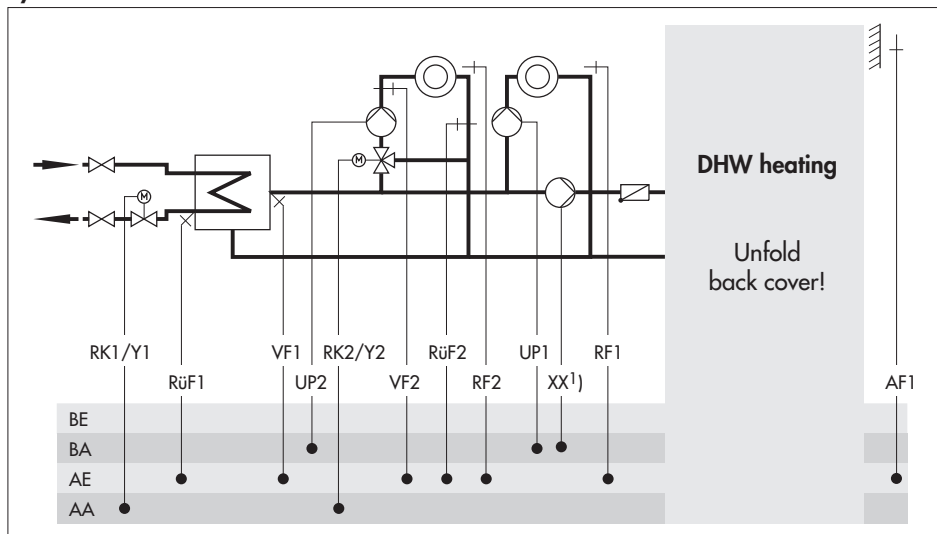 M
M
DHW heating
Unfold
back cover!
RK1/Y1
VF1
RK2/Y2
RüF2
UP1
RF1
RüF1
UP2
VF2
RF2
XX¹)
AF1
BE
BA
AE
AA